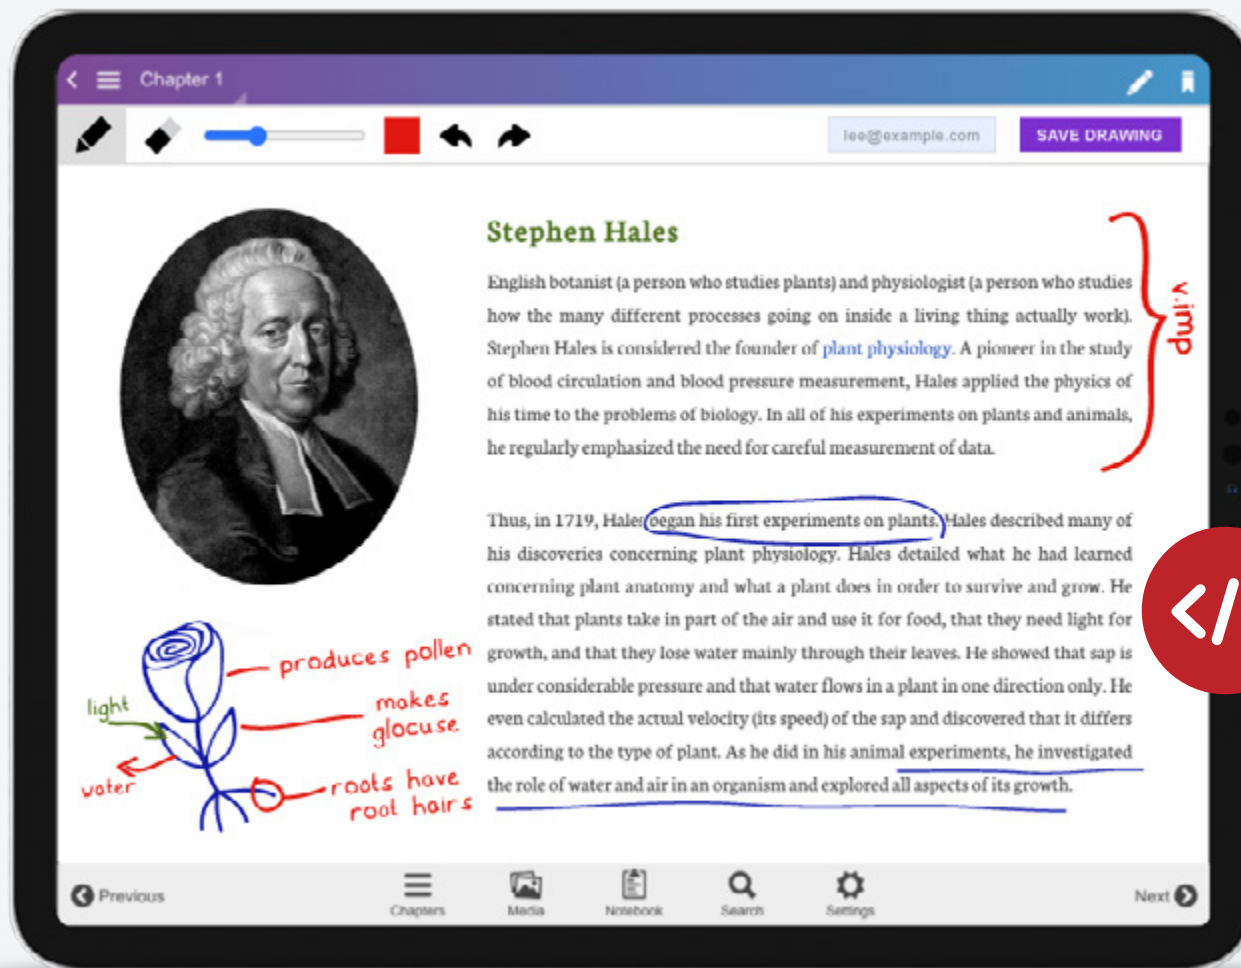 Chapter 1
lee@example.com
SAVE DRAWING
Stephen Hales
English botanist (a person who studies plants) and physiologist (a person who studies
how the many different processes going on inside a living thing actually work).
Stephen Hales is considered the founder of plant physiology. A pioneer in the study
of blood circulation and blood pressure measurement, Hales applied the physics of
his time to the problems of biology. In all of his experiments on plants and animals,
he regularly emphasized the need for careful measurement of data.
v.imp
Thus, in 1719, Hales began his first experiments on plants. Hales described many of
his discoveries concerning plant physiology. Hales detailed what he had learned
concerning plant anatomy and what a plant does in order to survive and grow. He
stated that plants take in part of the air and use it for food, that they need light for
growth, and that they lose water mainly through their leaves. He showed that sap is
under considerable pressure and that water flows in a plant in one direction only. He
even calculated the actual velocity (its speed) of the sap and discovered that it differs
according to the type of plant. As he did in his animal experiments, he investigated
the role of water and air in an organism and explored all aspects of its growth.
produces pollen
light
makes
glocuse
water
roots have
root hairs
Previous
Chapters
Media
Notebook
Search
Settings
Next